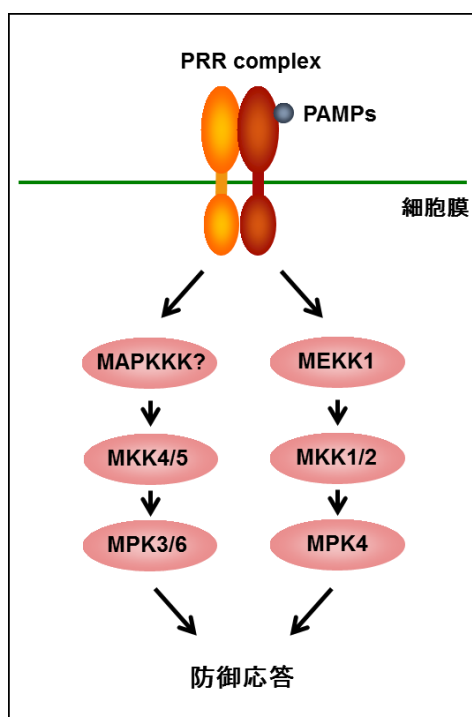 PRR complex
PAMPs
細胞膜
MAPKKK?
MEKK1
MKK4/5
MKK1/2
MPK3/6
MPK4
防御応答